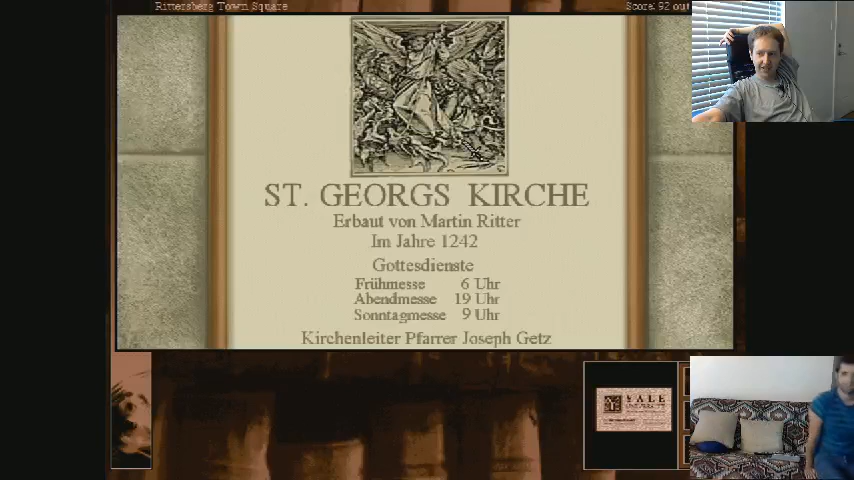 Rittersberg Town Square
Score: 92 out
ST. GEORGS KIRCHE
Erbaut von Martin Ritter
Im Jahre 1242
Gottesdienste
Frühmesse 6 Uhr
Abendmesse 19 Uhr
Sonntagmesse 9 Uhr
Kirchenleiter Pfarrer Joseph Getz